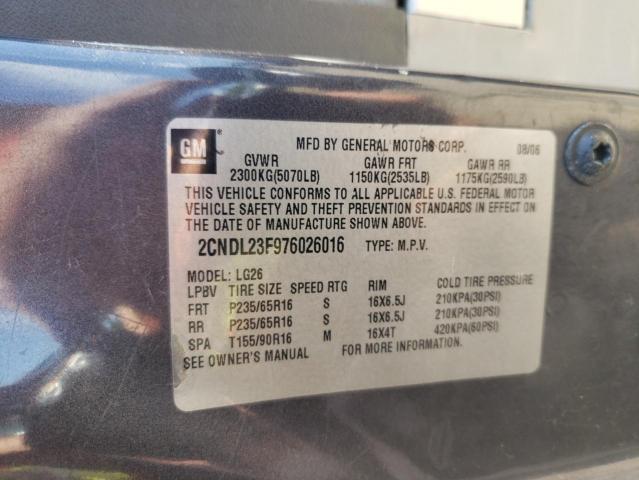 GM
MFD BY GENERAL MOTORS CORP. 08/06
GVWR GAWR FRT GAWR RR
2300KG(5070LB) 1150KG(2535LB) 1175KG(2590LB)
THIS VEHICLE CONFORMS TO ALL APPLICABLE U.S. FEDERAL MOTOR
VEHICLE SAFETY AND THEFT PREVENTION STANDARDS IN EFFECT ON
THE DATE OF MANUFACTURE SHOWN ABOVE.
2CNDL23F976026016 TYPE: M.P.V.
MODEL: LG26
LPBV TIRE SIZE SPEED RTG RIM COLD TIRE PRESSURE
FRT P235/65R16 S 16X6.5J 210KPA(30PSI)
RR P235/65R16 S 16X6.5J 210KPA(30PSI)
SPA T155/90R16 M 16X4T 420KPA(60PSI)
SEE OWNER'S MANUAL FOR MORE INFORMATION.